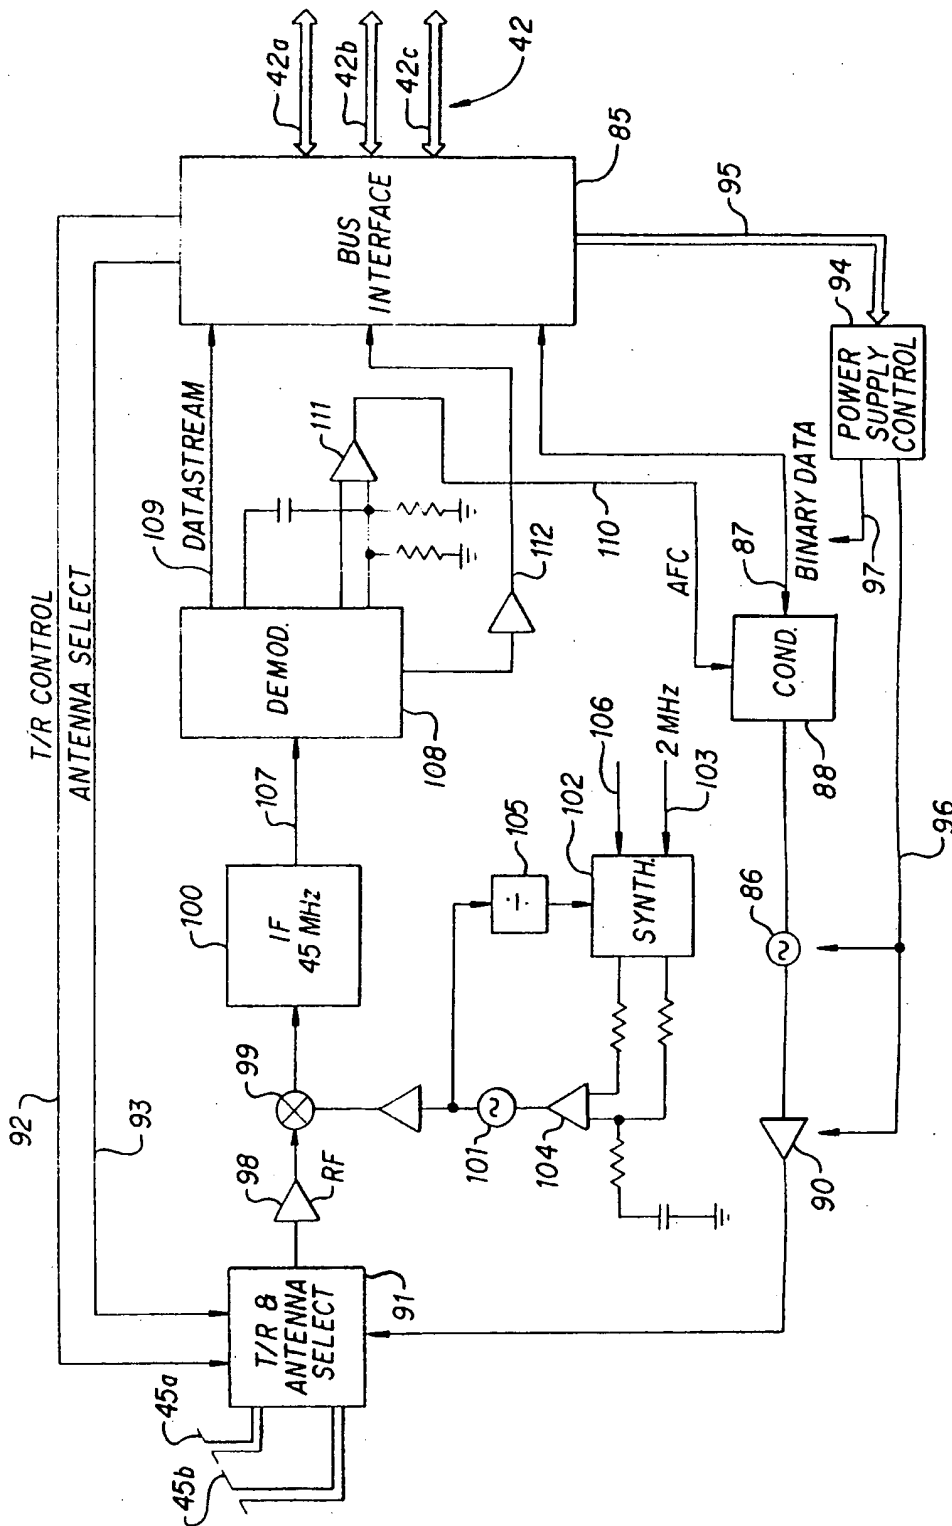 92
T/R CONTROL
93
ANTENNA SELECT
45a
45b
T/R &
ANTENNA
SELECT
91
98
RF
99
100
IF
45 MHz
107
DEMOD.
108
109
DATASTREAM
111
112
BUS
INTERFACE
85
42a
42b
42c
42
101
104
105
102
SYNTH.
106
2 MHz
103
110
AFC
87
BINARY DATA
COND.
88
86
90
95
94
POWER
SUPPLY
CONTROL
97
96
÷